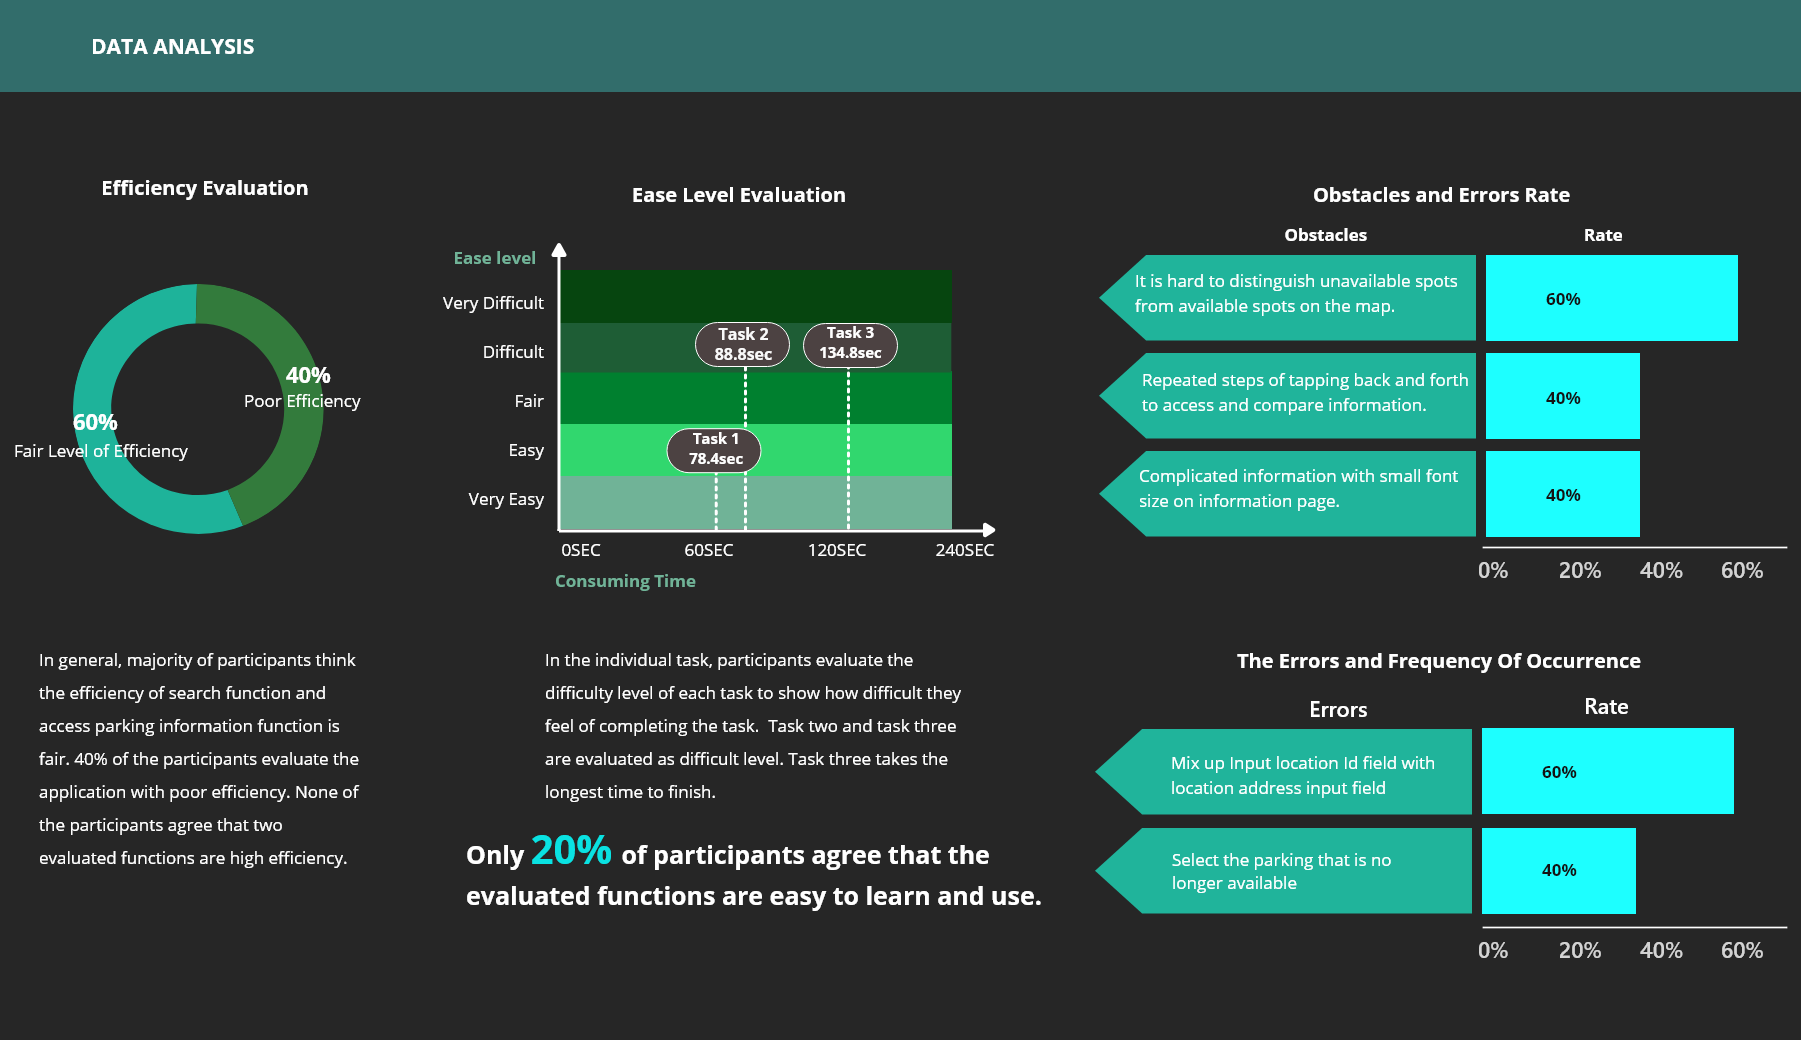 DATA ANALYSIS
Efficiency Evaluation
40%
Poor Efficiency
60%
Fair Level of Efficiency
In general, majority of participants think
the efficiency of search function and
access parking information function is
fair. 40% of the participants evaluate the
application with poor efficiency. None of
the participants agree that two
evaluated functions are high efficiency.
Ease Level Evaluation
Ease level
Very Difficult
Difficult
Fair
Easy
Very Easy
Task 2
88.8sec
Task 3
134.8sec
Task 1
78.4sec
0SEC 60SEC 120SEC 240SEC
Consuming Time
In the individual task, participants evaluate the
difficulty level of each task to show how difficult they
feel of completing the task.  Task two and task three
are evaluated as difficult level. Task three takes the
longest time to finish.
Only 20% of participants agree that the
evaluated functions are easy to learn and use.
Obstacles and Errors Rate
Obstacles Rate
It is hard to distinguish unavailable spots
from available spots on the map.
60%
Repeated steps of tapping back and forth
to access and compare information.
40%
Complicated information with small font
size on information page.
40%
0% 20% 40% 60%
The Errors and Frequency Of Occurrence
Errors Rate
Mix up Input location Id field with
location address input field
60%
Select the parking that is no
longer available
40%
0% 20% 40% 60%